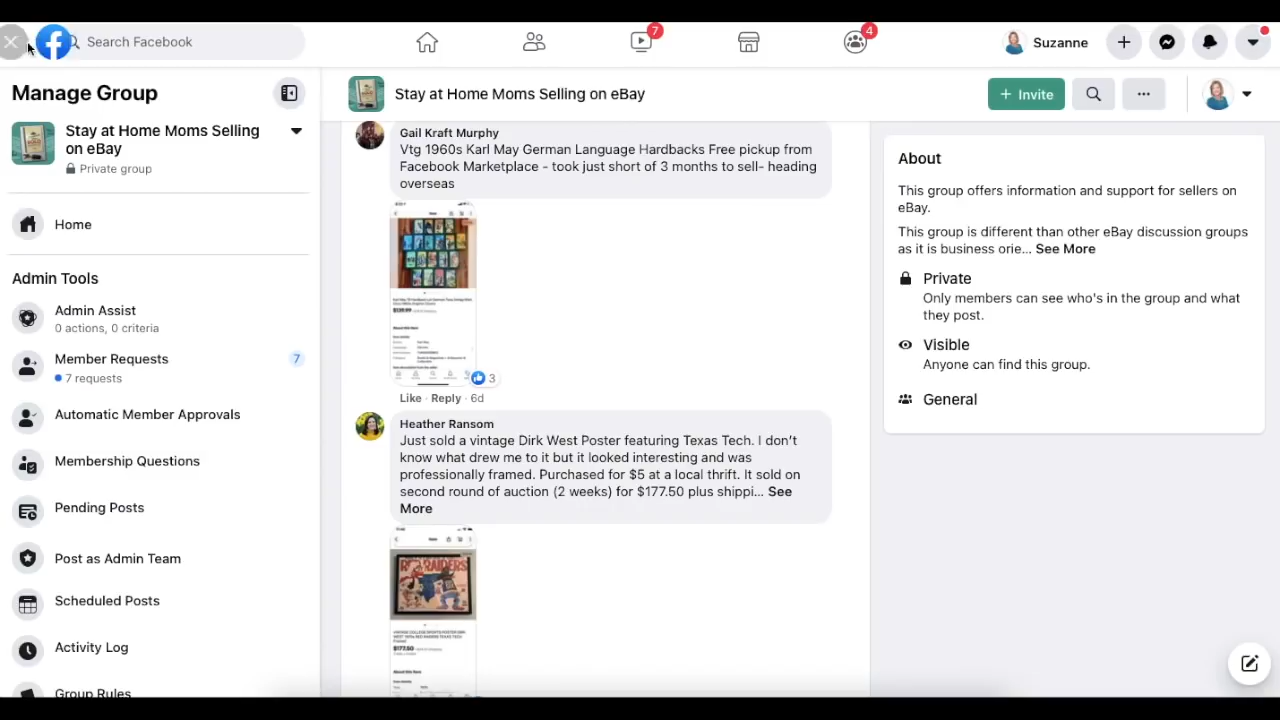 Search Facebook
7
4
Suzanne
Manage Group
Stay at Home Moms Selling
on eBay
Private group
Home
Admin Tools
Admin Assist
0 actions, 0 criteria
Member Requests
7
7 requests
Automatic Member Approvals
Membership Questions
Pending Posts
Post as Admin Team
Scheduled Posts
Activity Log
Group Rules
Stay at Home Moms Selling on eBay
+ Invite
Gail Kraft Murphy
Vtg 1960s Karl May German Language Hardbacks Free pickup from
Facebook Marketplace - took just short of 3 months to sell- heading
overseas
3
Like · Reply · 6d
Heather Ransom
Just sold a vintage Dirk West Poster featuring Texas Tech. I don't
know what drew me to it but it looked interesting and was
professionally framed. Purchased for $5 at a local thrift. It sold on
second round of auction (2 weeks) for $177.50 plus shippi... See
More
RED RAIDERS
$177.50
About
This group offers information and support for sellers on
eBay.
This group is different than other eBay discussion groups
as it is business orie... See More
Private
Only members can see who's in the group and what
they post.
Visible
Anyone can find this group.
General